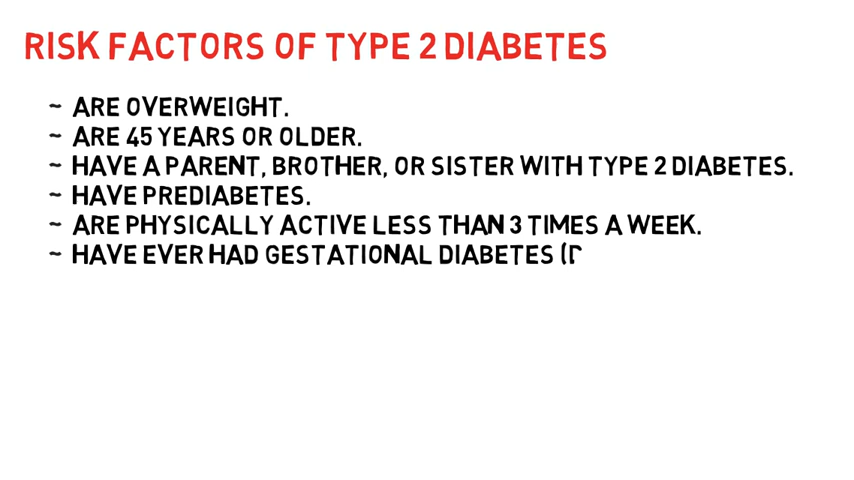 RISK FACTORS OF TYPE 2 DIABETES
~ ARE OVERWEIGHT.
~ ARE 45 YEARS OR OLDER.
~ HAVE A PARENT, BROTHER, OR SISTER WITH TYPE 2 DIABETES.
~ HAVE PREDIABETES.
~ ARE PHYSICALLY ACTIVE LESS THAN 3 TIMES A WEEK.
~ HAVE EVER HAD GESTATIONAL DIABETES (